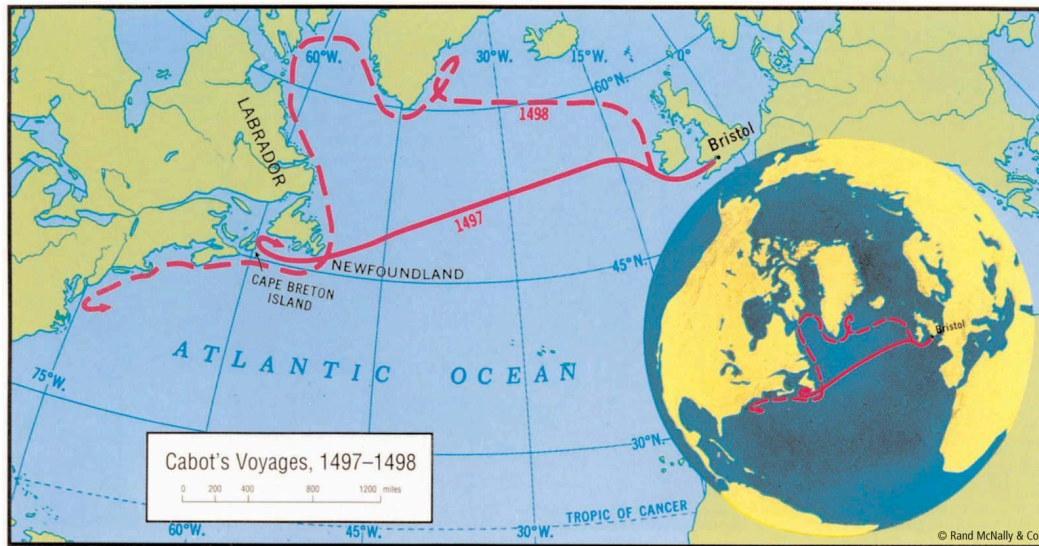 60°W.
30°W.
15°W.
0°
60°N.
LABRADOR
1498
Bristol
1497
45°N.
NEWFOUNDLAND
CAPE BRETON
ISLAND
Bristol
ATLANTIC OCEAN
75°W.
30°N.
Cabot's Voyages, 1497–1498
0 200 400 800 1200 miles
TROPIC OF CANCER
60°W.
45°W.
30°W.
© Rand McNally & Co